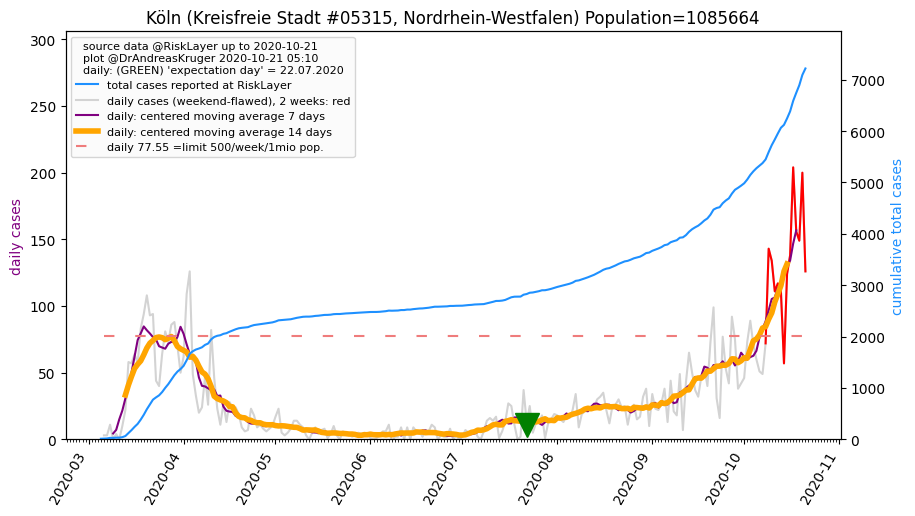 Köln (Kreisfreie Stadt #05315, Nordrhein-Westfalen) Population=1085664
source data @RiskLayer up to 2020-10-21
plot @DrAndreasKruger 2020-10-21 05:10
daily: (GREEN) 'expectation day' = 22.07.2020
total cases reported at RiskLayer
daily cases (weekend-flawed), 2 weeks: red
daily: centered moving average 7 days
daily: centered moving average 14 days
daily 77.55 =limit 500/week/1mio pop.
daily cases
300
250
200
150
100
50
0
cumulative total cases
7000
6000
5000
4000
3000
2000
1000
0
2020-03
2020-04
2020-05
2020-06
2020-07
2020-08
2020-09
2020-10
2020-11